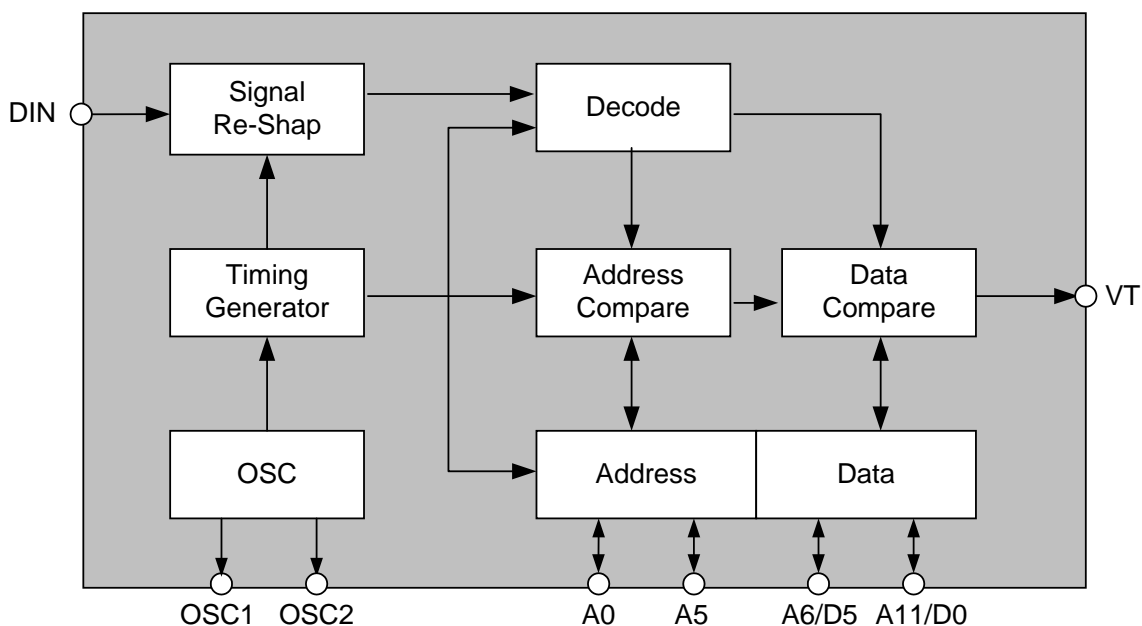 DIN
Signal
Re-Shap
Decode
Timing
Generator
Address
Compare
Data
Compare
VT
OSC
Address
Data
OSC1
OSC2
A0
A5
A6/D5
A11/D0